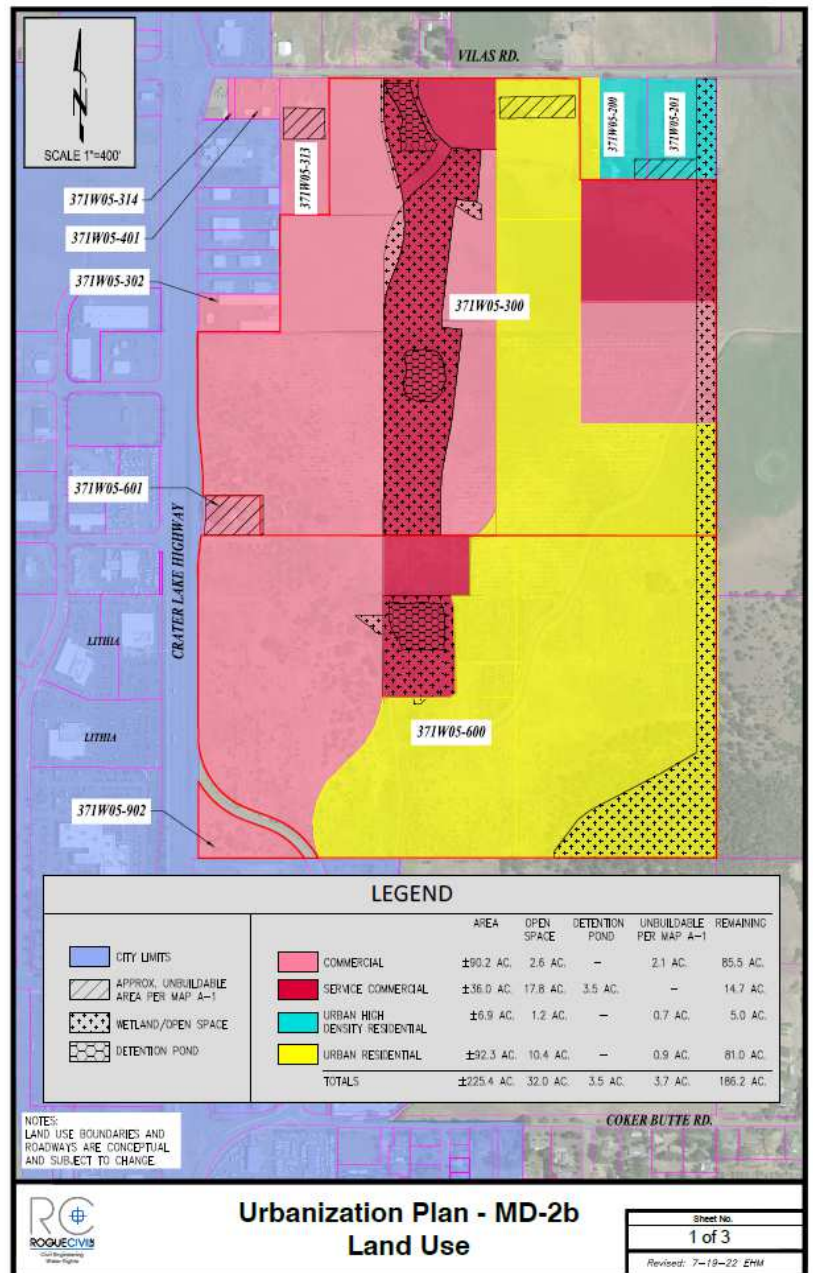 VILAS RD.
N
SCALE 1"=400'
371W05-314
371W05-401
371W05-302
371W05-313
371W05-200
371W05-201
371W05-300
371W05-601
CRATER LAKE HIGHWAY
LITHIA
LITHIA
371W05-600
371W05-902
LEGEND
CITY LIMITS
APPROX. UNBUILDABLE
AREA PER MAP A-1
WETLAND/OPEN SPACE
DETENTION POND
AREA OPEN SPACE DETENTION POND UNBUILDABLE PER MAP A-1 REMAINING
COMMERCIAL ±90.2 AC. 2.6 AC. - 2.1 AC. 85.5 AC.
SERVICE COMMERCIAL ±36.0 AC. 17.8 AC. 3.5 AC. - 14.7 AC.
URBAN HIGH DENSITY RESIDENTIAL ±6.9 AC. 1.2 AC. - 0.7 AC. 5.0 AC.
URBAN RESIDENTIAL ±92.3 AC. 10.4 AC. - 0.9 AC. 81.0 AC.
TOTALS ±225.4 AC. 32.0 AC. 3.5 AC. 3.7 AC. 186.2 AC.
COKER BUTTE RD.
NOTES:
LAND USE BOUNDARIES AND
ROADWAYS ARE CONCEPTUAL
AND SUBJECT TO CHANGE
RC
ROGUECIVIL
Civil Engineering
Water Rights
Urbanization Plan - MD-2b
Land Use
Sheet No.
1 of 3
Revised: 7-19-22 EHM